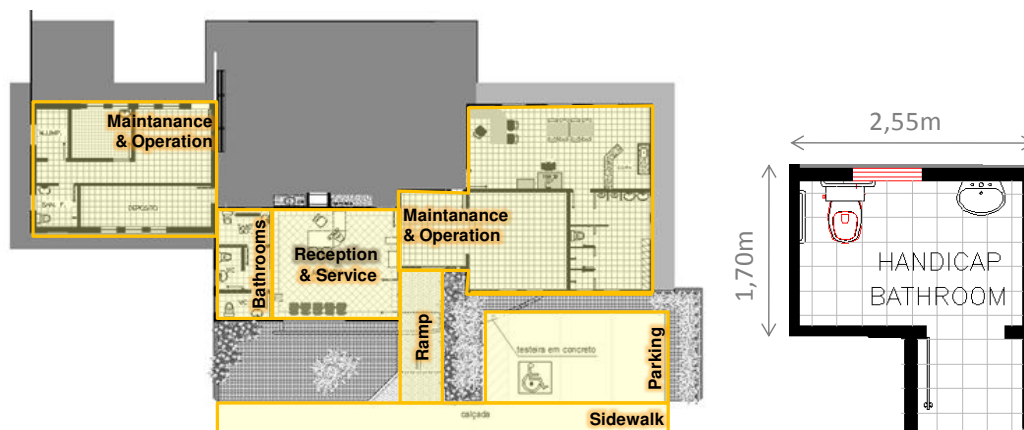 Maintanance
& Operation
DEPOSITO
Bathrooms
Reception
& Service
Maintanance
& Operation
Ramp
testeira em concreto
Parking
calçada
Sidewalk
2,55m
1,70m
HANDICAP
BATHROOM